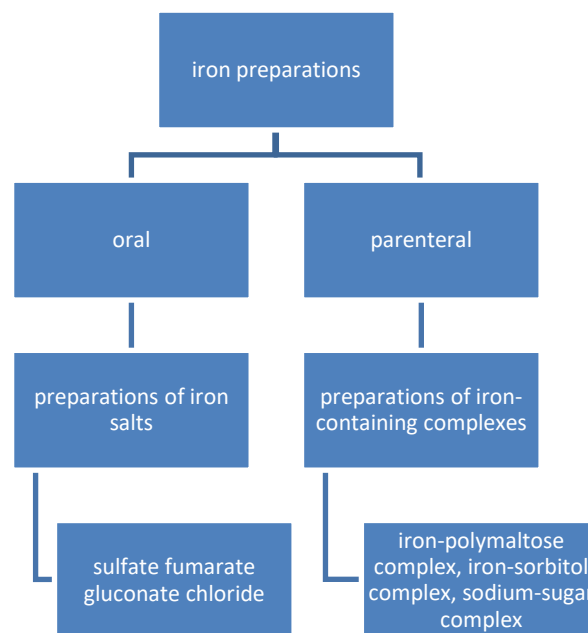 iron preparations
oral
parenteral
preparations of iron
salts
preparations of iron-
containing complexes
sulfate fumarate
gluconate chloride
iron-polymaltose
complex, iron-sorbitol
complex, sodium-sugar
complex